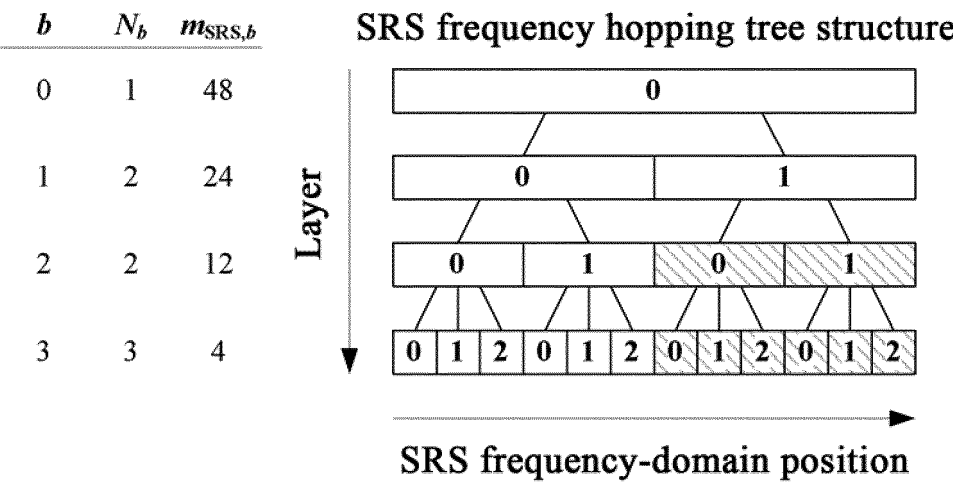 b N_b m_SRS,b SRS frequency hopping tree structure
0 1 48 0
1 2 24 0 1
Layer
2 2 12 0 1 0 1
3 3 4 0 1 2 0 1 2 0 1 2 0 1 2
SRS frequency-domain position